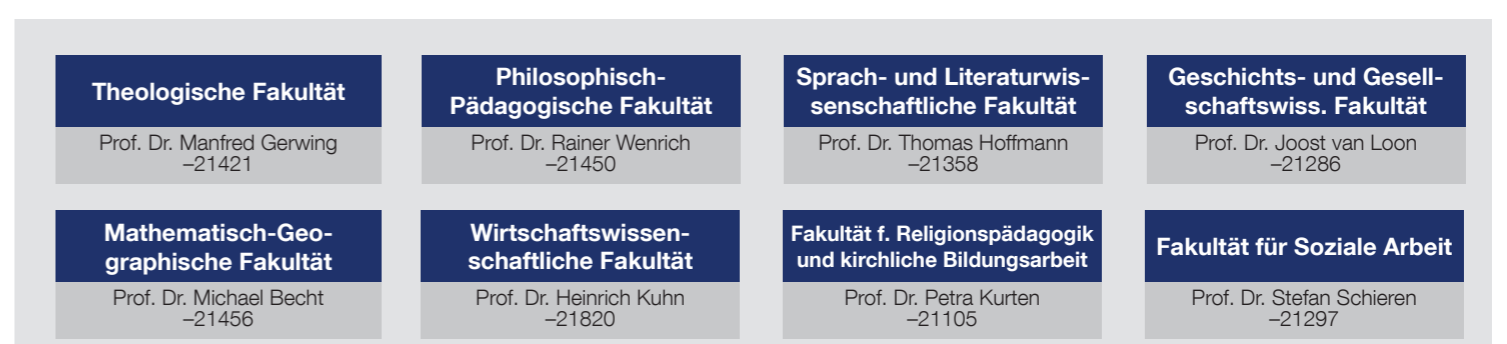 Theologische Fakultät
Prof. Dr. Manfred Gerwing
–21421
Philosophisch-
Pädagogische Fakultät
Prof. Dr. Rainer Wenrich
–21450
Sprach- und Literaturwis-
senschaftliche Fakultät
Prof. Dr. Thomas Hoffmann
–21358
Geschichts- und Gesell-
schaftswiss. Fakultät
Prof. Dr. Joost van Loon
–21286
Mathematisch-Geo-
graphische Fakultät
Prof. Dr. Michael Becht
–21456
Wirtschaftswissen-
schaftliche Fakultät
Prof. Dr. Heinrich Kuhn
–21820
Fakultät f. Religionspädagogik
und kirchliche Bildungsarbeit
Prof. Dr. Petra Kurten
–21105
Fakultät für Soziale Arbeit
Prof. Dr. Stefan Schieren
–21297